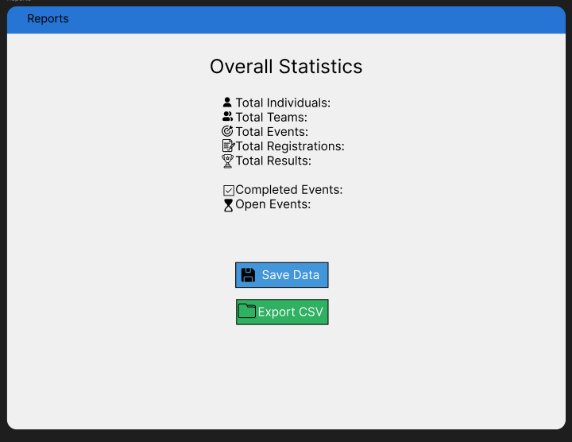 Reports
Overall Statistics
Total Individuals:
Total Teams:
Total Events:
Total Registrations:
Total Results:
Completed Events:
Open Events:
Save Data
Export CSV